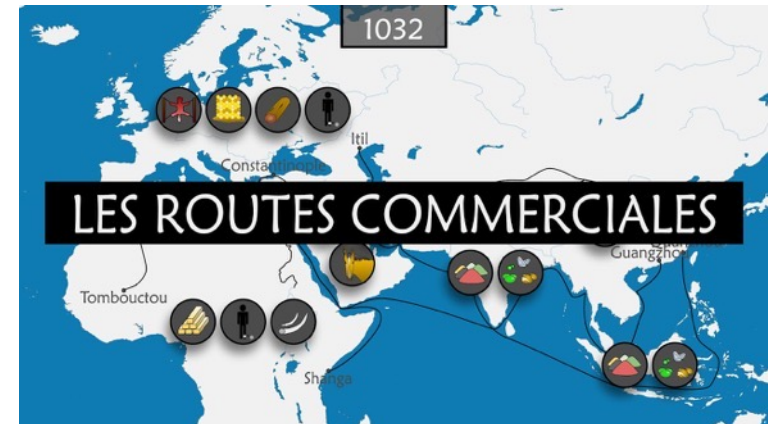 1032
Itil
Constantinople
LES ROUTES COMMERCIALES
Guangzhou
Tombouctou
Shanga